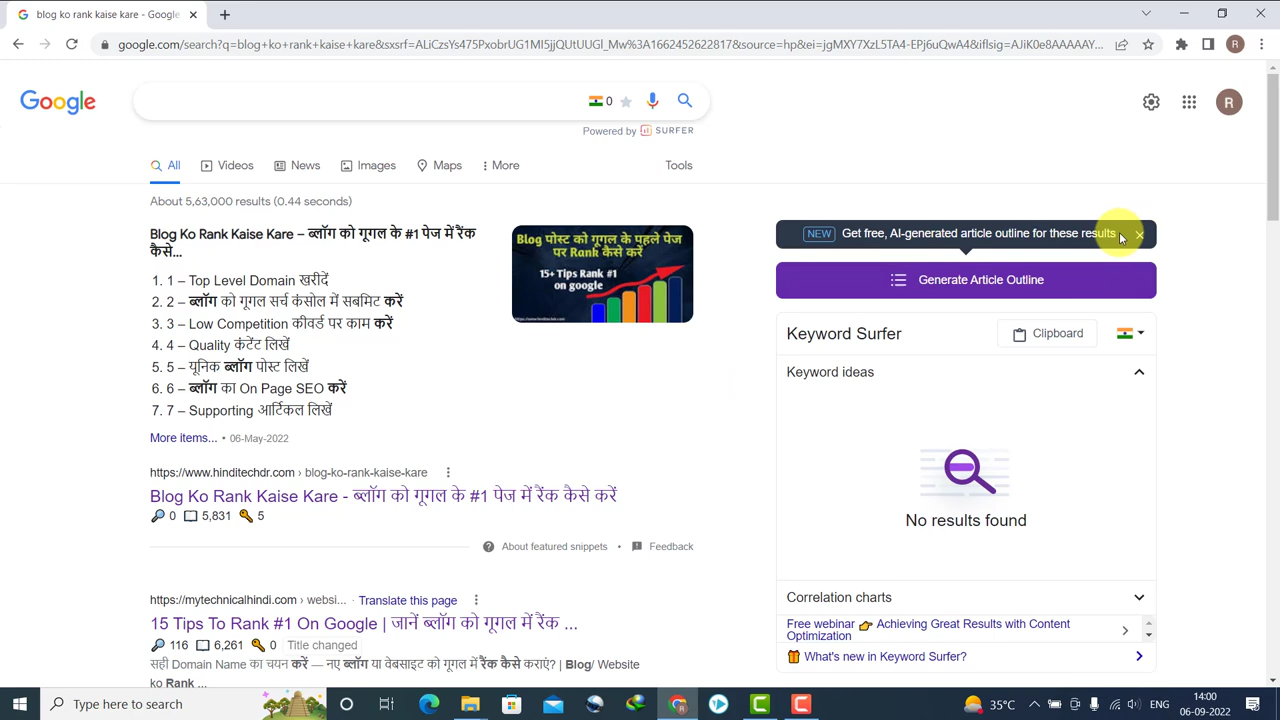 blog ko rank kaise kare - Google
google.com/search?q=blog+ko+rank+kaise+kare&sxsrf=ALiCzsYs475PxobrUG1MI5jjQUtUUGl_Mw%3A1662452622817&source=hp&ei=jgMXY7XzL5TA4-EPj6uQwA4&iflsig=AJiK0e8AAAAAY...
R
Google
0
R
Powered by SURFER
All
Videos
News
Images
Maps
More
Tools
About 5,63,000 results (0.44 seconds)
Blog Ko Rank Kaise Kare – ब्लॉग को गूगल के #1 पेज में रैंक
कैसे...
1. 1 – Top Level Domain खरीदें
2. 2 – ब्लॉग को गूगल सर्च कंसोल में सबमिट करें
3. 3 – Low Competition कीवर्ड पर काम करें
4. 4 – Quality कंटेंट लिखें
5. 5 – यूनिक ब्लॉग पोस्ट लिखें
6. 6 – ब्लॉग का On Page SEO करें
7. 7 – Supporting आर्टिकल लिखें
More items... • 06-May-2022
Blog पोस्ट को गूगल के पहले पेज
पर Rank कैसे करें
15+ Tips Rank #1
on google
https://www.hinditechdr.com › blog-ko-rank-kaise-kare
Blog Ko Rank Kaise Kare - ब्लॉग को गूगल के #1 पेज में रैंक कैसे करें
0 5,831 5
About featured snippets • Feedback
https://mytechnicalhindi.com › websi... · Translate this page
15 Tips To Rank #1 On Google | जानें ब्लॉग को गूगल में रैंक ...
116 6,261 0 Title changed
सही Domain Name का चयन करें — नए ब्लॉग या वेबसाइट को गूगल में रैंक कैसे कराएं? | Blog/ Website
ko Rank ...
NEW Get free, AI-generated article outline for these results
Generate Article Outline
Keyword Surfer
Clipboard
Keyword ideas
No results found
Correlation charts
Free webinar 👉 Achieving Great Results with Content
Optimization
🎁 What's new in Keyword Surfer?
Type here to search
35°C
ENG
14:00
06-09-2022